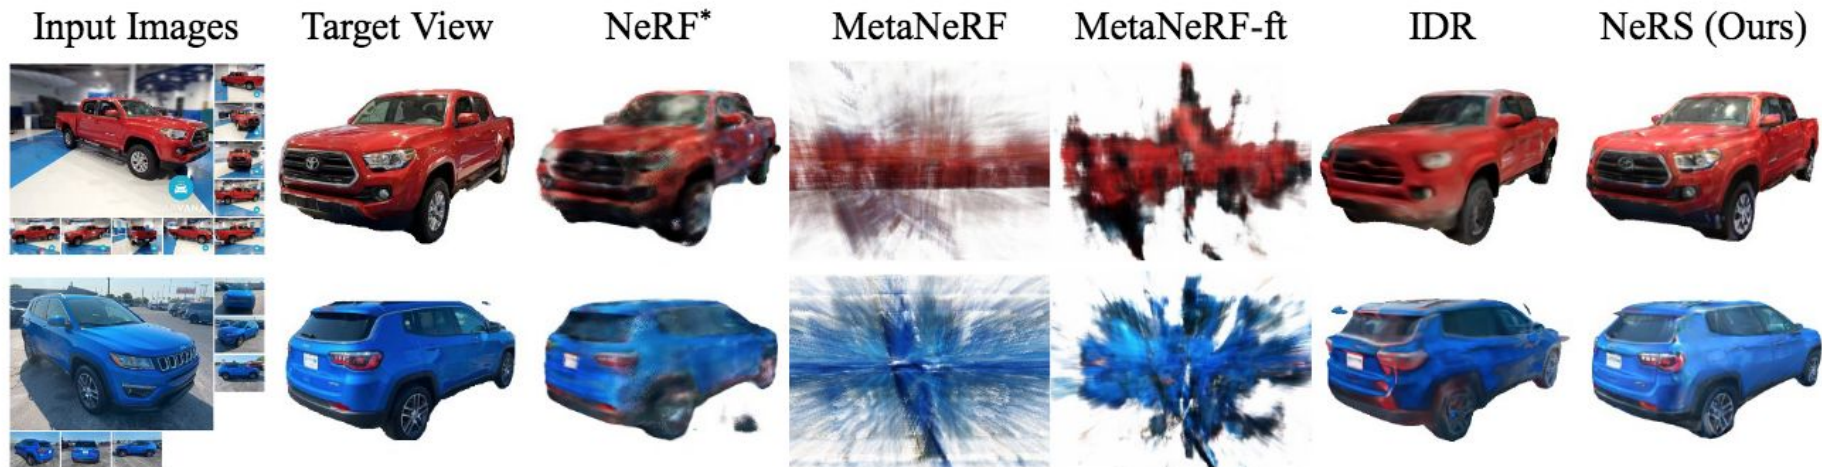 Input Images
Target View
NeRF*
MetaNeRF
MetaNeRF-ft
IDR
NeRS (Ours)